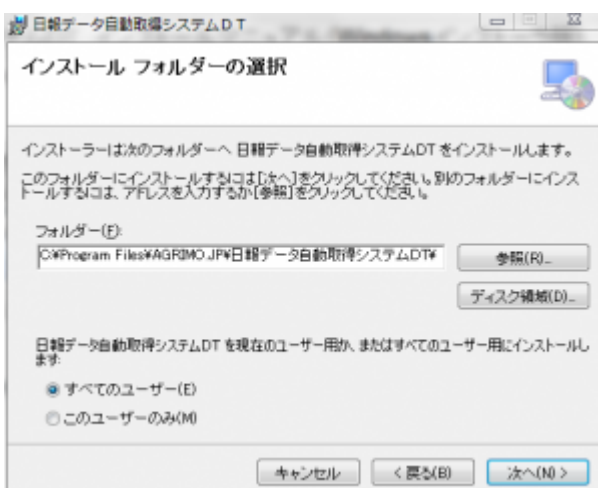 日報データ自動取得システムDT
インストール フォルダーの選択
インストーラーは次のフォルダーへ 日報データ自動取得システムDT をインストールします。
このフォルダーにインストールするには[次へ]をクリックしてください。別のフォルダーにインス
トールするには、アドレスを入力するか[参照]をクリックしてください。
フォルダー(F):
C:¥Program Files¥AGRIMO.JP¥日報データ自動取得システムDT¥
参照(R)...
ディスク領域(D)...
日報データ自動取得システムDT を現在のユーザー用か、またはすべてのユーザー用にインストールし
ます:
すべてのユーザー(E)
このユーザーのみ(M)
キャンセル
< 戻る(B)
次へ(N) >